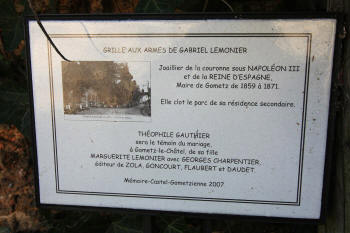 GRILLE AUX ARMES DE GABRIEL LEMONIER
Joaillier de la couronne sous NAPOLÉON III
et de la REINE D'ESPAGNE,
Maire de Gometz de 1859 à 1871.
Elle clot le parc de sa résidence secondaire.
THÉOPHILE GAUTHIER
sera le témoin du mariage,
à Gometz-le-Châtel, de sa fille
MARGUERITE LEMONIER avec GEORGES CHARPENTIER,
éditeur de ZOLA, GONCOURT, FLAUBERT et DAUDET.
Mémoire-Castel-Gometzienne 2007